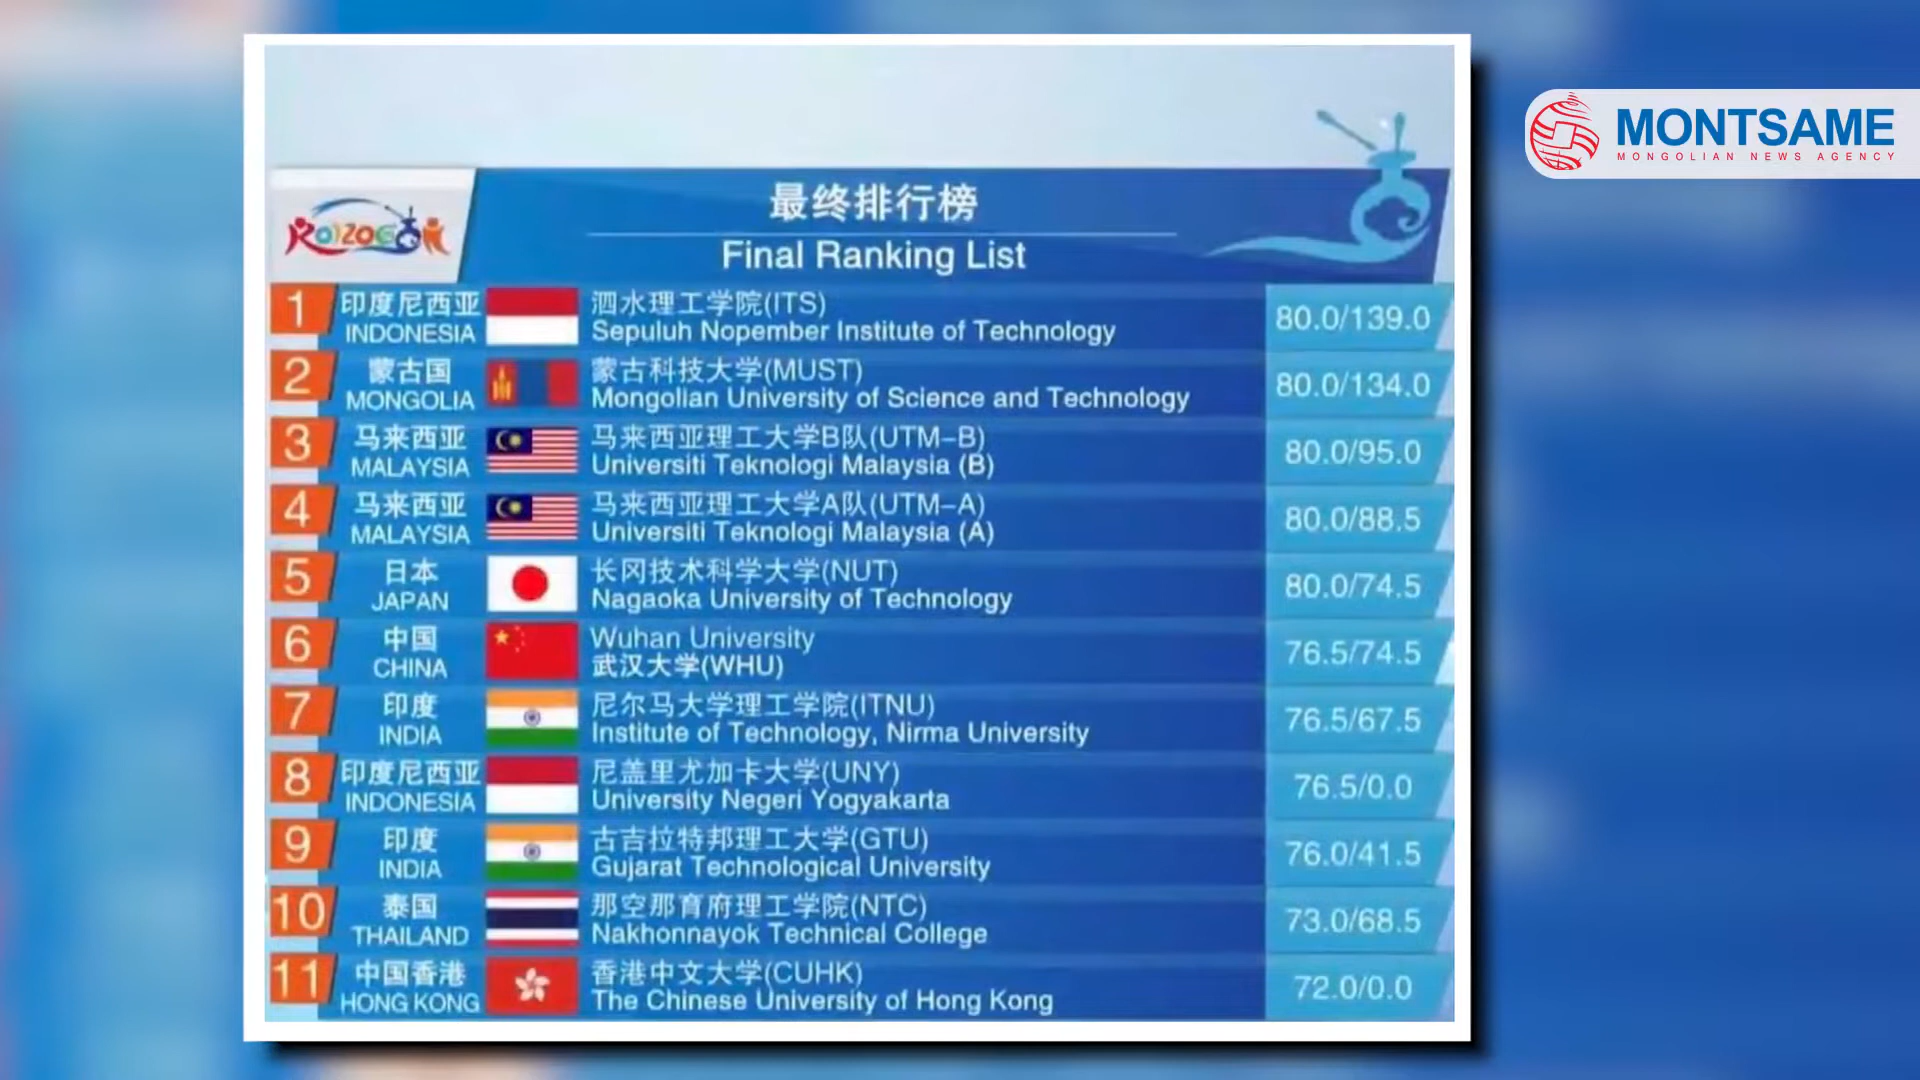 MONTSAME
MONGOLIAN NEWS AGENCY
最终排行榜
Final Ranking List
1 印度尼西亚 INDONESIA 泗水理工学院(ITS) 80.0/139.0
Sepuluh Nopember Institute of Technology
2 蒙古国 MONGOLIA 蒙古科技大学(MUST) 80.0/134.0
Mongolian University of Science and Technology
3 马来西亚 MALAYSIA 马来西亚理工大学B队(UTM-B) 80.0/95.0
Universiti Teknologi Malaysia (B)
4 马来西亚 MALAYSIA 马来西亚理工大学A队(UTM-A) 80.0/88.5
Universiti Teknologi Malaysia (A)
5 日本 JAPAN 长冈技术科学大学(NUT) 80.0/74.5
Nagaoka University of Technology
6 中国 CHINA Wuhan University 76.5/74.5
武汉大学(WHU)
7 印度 INDIA 尼尔马大学理工学院(ITNU) 76.5/67.5
Institute of Technology, Nirma University
8 印度尼西亚 INDONESIA 尼盖里尤加卡大学(UNY) 76.5/0.0
University Negeri Yogyakarta
9 印度 INDIA 古吉拉特邦理工大学(GTU) 76.0/41.5
Gujarat Technological University
10 泰国 THAILAND 那空那育府理工学院(NTC) 73.0/68.5
Nakhonnayok Technical College
11 中国香港 HONG KONG 香港中文大学(CUHK) 72.0/0.0
The Chinese University of Hong Kong